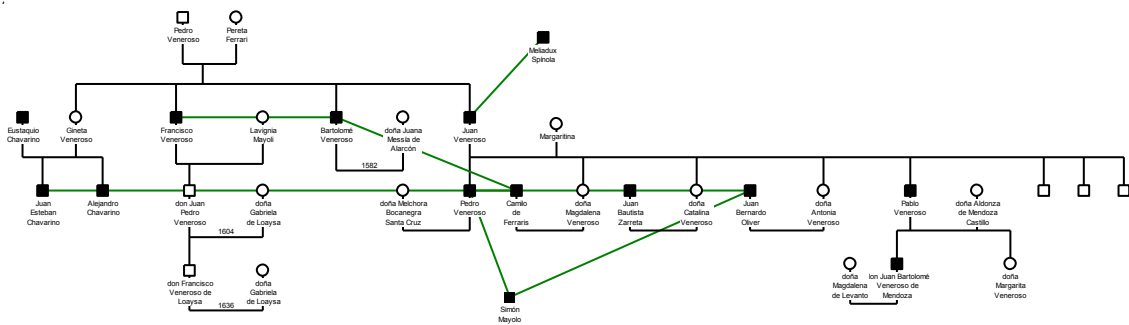 Pedro
Veneroso
Pereta
Ferrari
Meliadux
Spinola
Eustaquio
Chavarino
Gineta
Veneroso
Francisco
Veneroso
Lavignia
Mayoli
Bartolomé
Veneroso
doña Juana
Messía de
Alarcón
Juan
Veneroso
Margaritina
1582
Juan
Esteban
Chavarino
Alejandro
Chavarino
don Juan
Pedro
Veneroso
doña
Gabriela
de Loaysa
doña Melchora
Bocanegra
Santa Cruz
Pedro
Veneroso
Camilo
de
Ferraris
doña
Magdalena
Veneroso
Juan
Bautista
Zarreta
doña
Catalina
Veneroso
Juan
Bernardo
Oliver
doña
Antonia
Veneroso
Pablo
Veneroso
doña Aldonza
de Mendoza
Castillo
1604
don Francisco
Veneroso de
Loaysa
doña
Gabriela
de Loaysa
1636
Simón
Mayolo
doña
Magdalena
de Levanto
lon Juan Bartolomé
Veneroso de
Mendoza
doña
Margarita
Veneroso